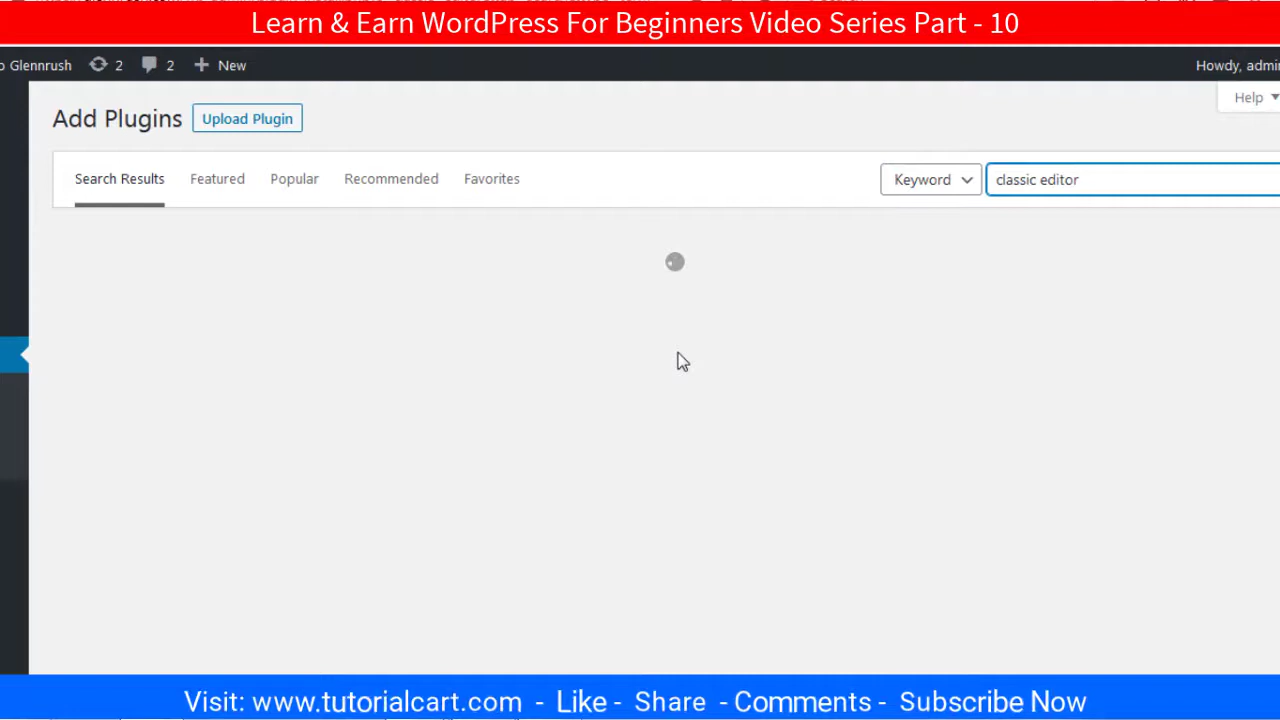 Learn & Earn WordPress For Beginners Video Series Part - 10
Glennrush 2 2 New Howdy,
Add Plugins Upload Plugin Help
Search Results Featured Popular Recommended Favorites Keyword classic editor
Visit: www.tutorialcart.com - Like - Share - Comments - Subscribe Now